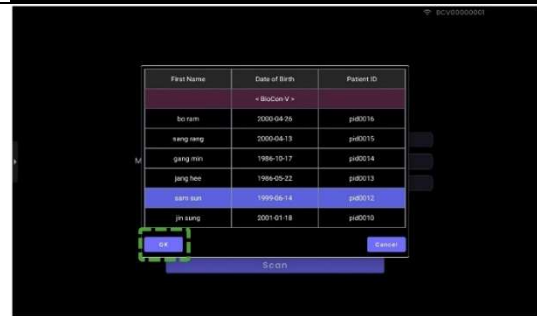 BCV00000001
First Name Date of Birth Patient ID
< BioCon-V >
bo ram 2000-04-26 pid0016
sang rang 2000-04-13 pid0015
gang min 1986-10-17 pid0014
jang hee 1986-05-22 pid0013
sam sun 1999-06-14 pid0012
jin sung 2001-01-18 pid0010
M
OK Cancel
Scan